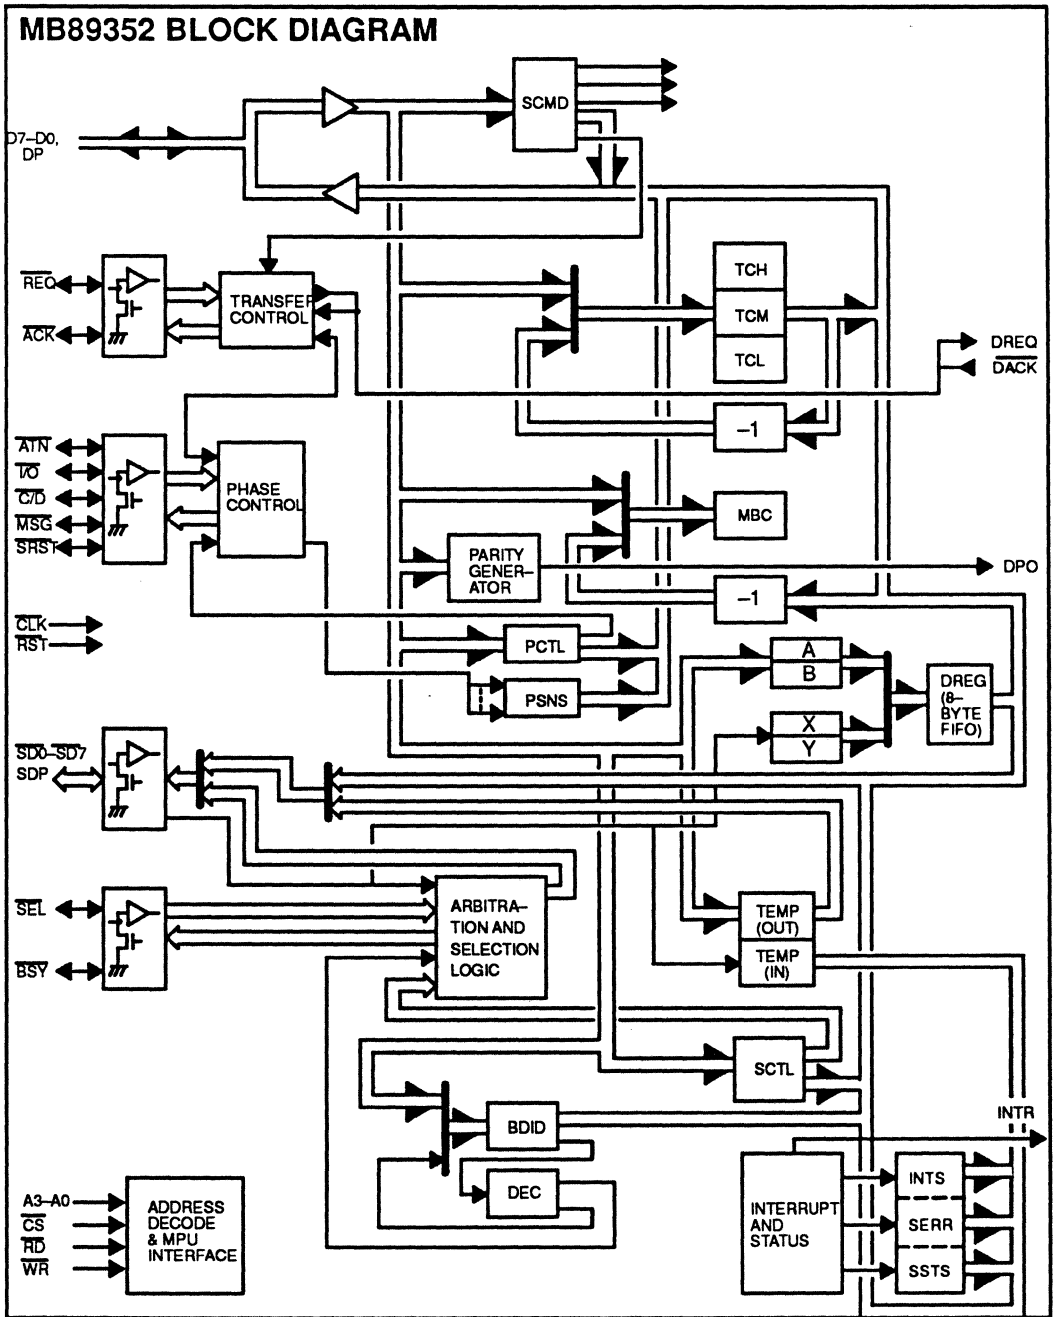 MB89352 BLOCK DIAGRAM
SCMD
D7–D0,
DP
REQ
ACK
TRANSFER
CONTROL
TCH
TCM
TCL
DREQ
DACK
–1
ATN
I/O
C/D
MSG
SRST
PHASE
CONTROL
MBC
PARITY
GENER–
ATOR
DPO
–1
CLK
RST
PCTL
PSNS
A
B
X
Y
DREG
(8–
BYTE
FIFO)
SD0–SD7
SDP
SEL
BSY
ARBITRA–
TION AND
SELECTION
LOGIC
TEMP
(OUT)
TEMP
(IN)
SCTL
BDID
DEC
INTR
A3–A0
CS
RD
WR
ADDRESS
DECODE
& MPU
INTERFACE
INTERRUPT
AND
STATUS
INTS
SERR
SSTS